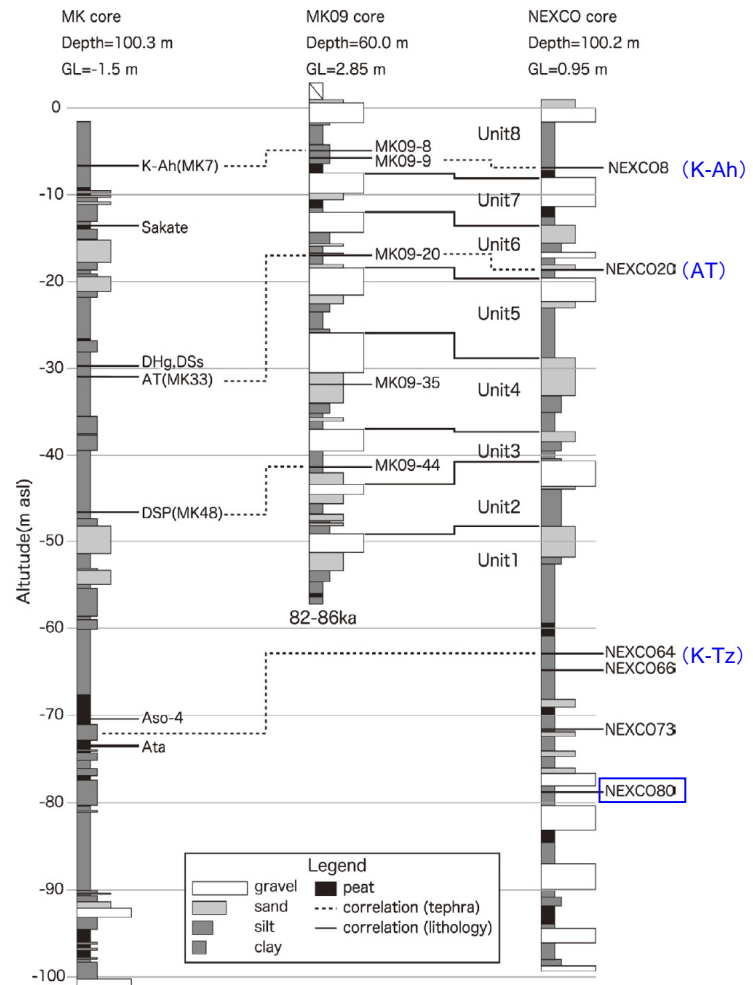 MK core
Depth=100.3 m
GL=-1.5 m
MK09 core
Depth=60.0 m
GL=2.85 m
NEXCO core
Depth=100.2 m
GL=0.95 m
Altutude(m asl)
0
-10
-20
-30
-40
-50
-60
-70
-80
-90
-100
K-Ah(MK7)
Sakate
DHg,DSs
AT(MK33)
DSP(MK48)
Aso-4
Ata
MK09-8
MK09-9
MK09-20
MK09-35
MK09-44
82-86ka
Unit8
Unit7
Unit6
Unit5
Unit4
Unit3
Unit2
Unit1
NEXCO8 (K-Ah)
NEXCO20 (AT)
NEXCO64 (K-Tz)
NEXCO66
NEXCO73
NEXCO80
Legend
gravel
sand
silt
clay
peat
correlation (tephra)
correlation (lithology)